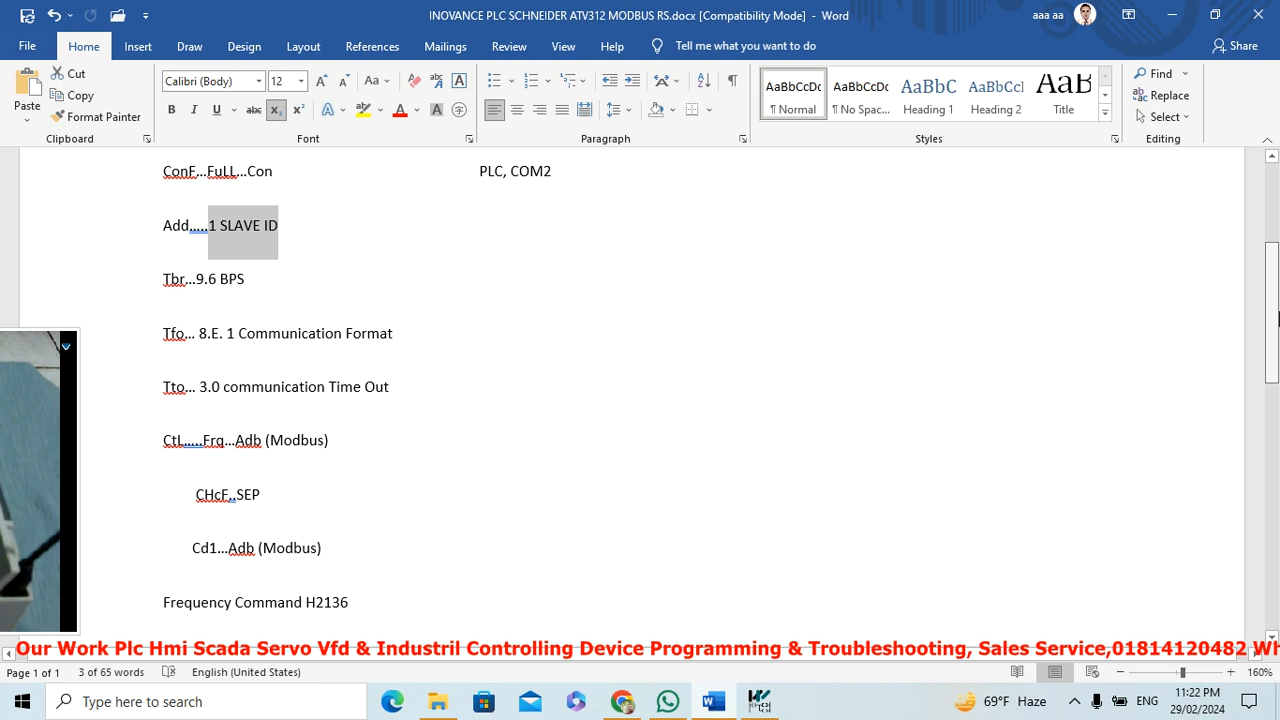 INOVANCE PLC SCHNEIDER ATV312 MODBUS RS.docx [Compatibility Mode] - Word
aaa aa
File Home Insert Draw Design Layout References Mailings Review View Help Tell me what you want to do Share
Paste
Cut
Copy
Format Painter
Calibri (Body) 12
AaBbCcDc AaBbCcDc AaBbC AaBbCcI AaB
¶ Normal ¶ No Spac... Heading 1 Heading 2 Title
Find
Replace
Select
Clipboard Font Paragraph Styles Editing
ConF...FuLL...Con PLC, COM2
Add.....1 SLAVE ID
Tbr...9.6 BPS
Tfo... 8.E. 1 Communication Format
Tto... 3.0 communication Time Out
CtL.....Frq...Adb (Modbus)
CHcF..SEP
Cd1...Adb (Modbus)
Frequency Command H2136
Our Work Plc Hmi Scada Servo Vfd & Industril Controlling Device Programming & Troubleshooting, Sales Service,01814120482 Wh
Page 1 of 1 3 of 65 words English (United States) 160%
Type here to search
69°F Haze
ENG
11:22 PM
29/02/2024